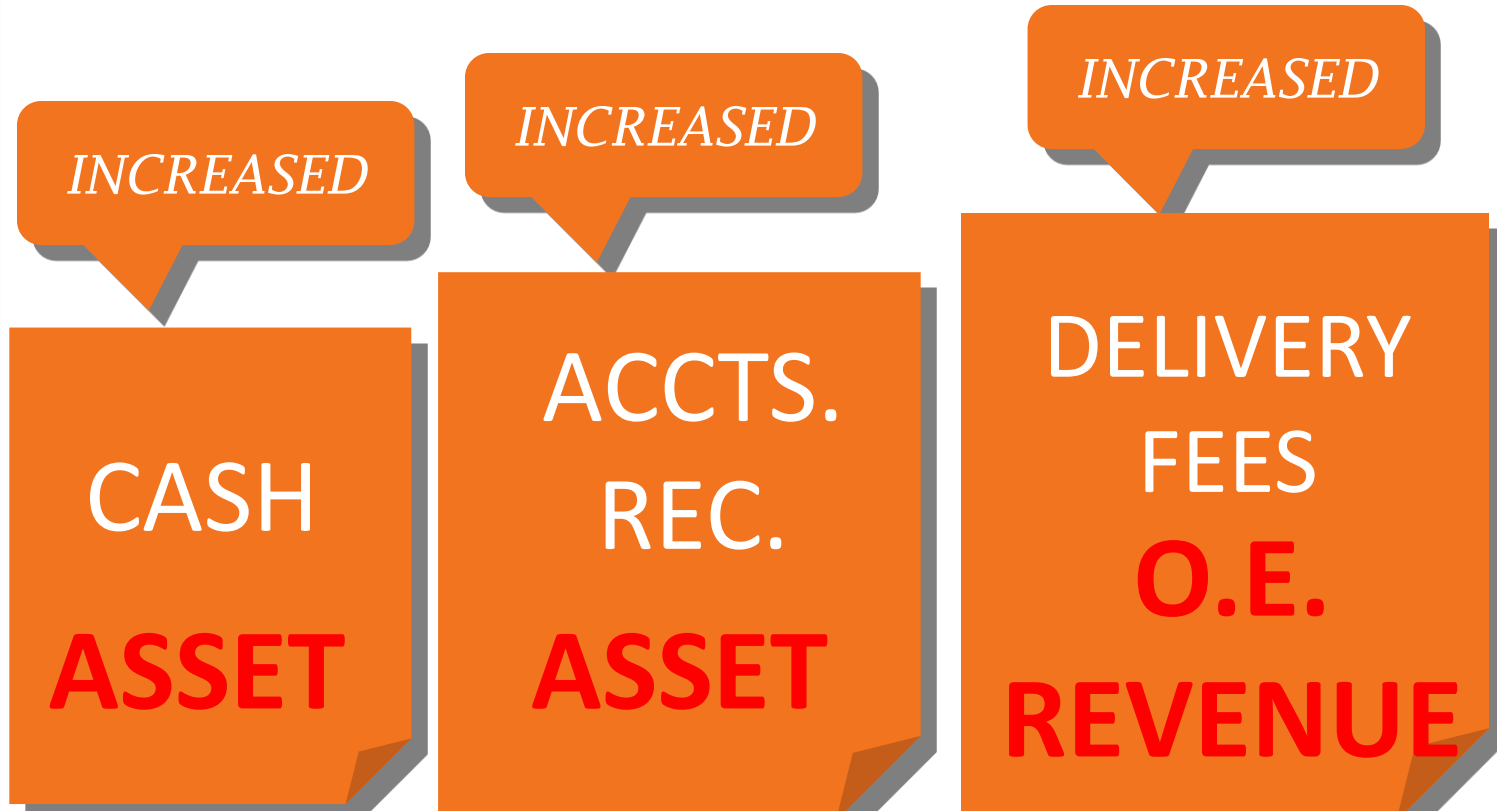 INCREASED
CASH
ASSET
INCREASED
ACCTS.
REC.
ASSET
INCREASED
DELIVERY
FEES
O.E.
REVENUE